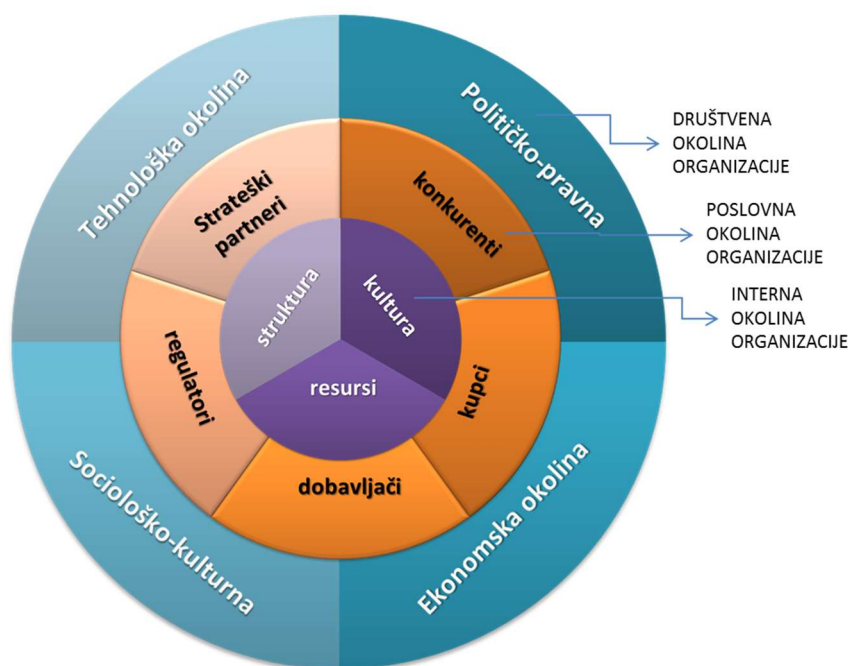 Tehnološka okolina
Političko-pravna
DRUŠTVENA
OKOLINA
ORGANIZACIJE
Strateški
partneri
konkurenti
POSLOVNA
OKOLINA
ORGANIZACIJE
struktura
kultura
INTERNA
OKOLINA
ORGANIZACIJE
regulatori
resursi
kupci
dobavljači
Sociološko-kulturna
Ekonomska okolina